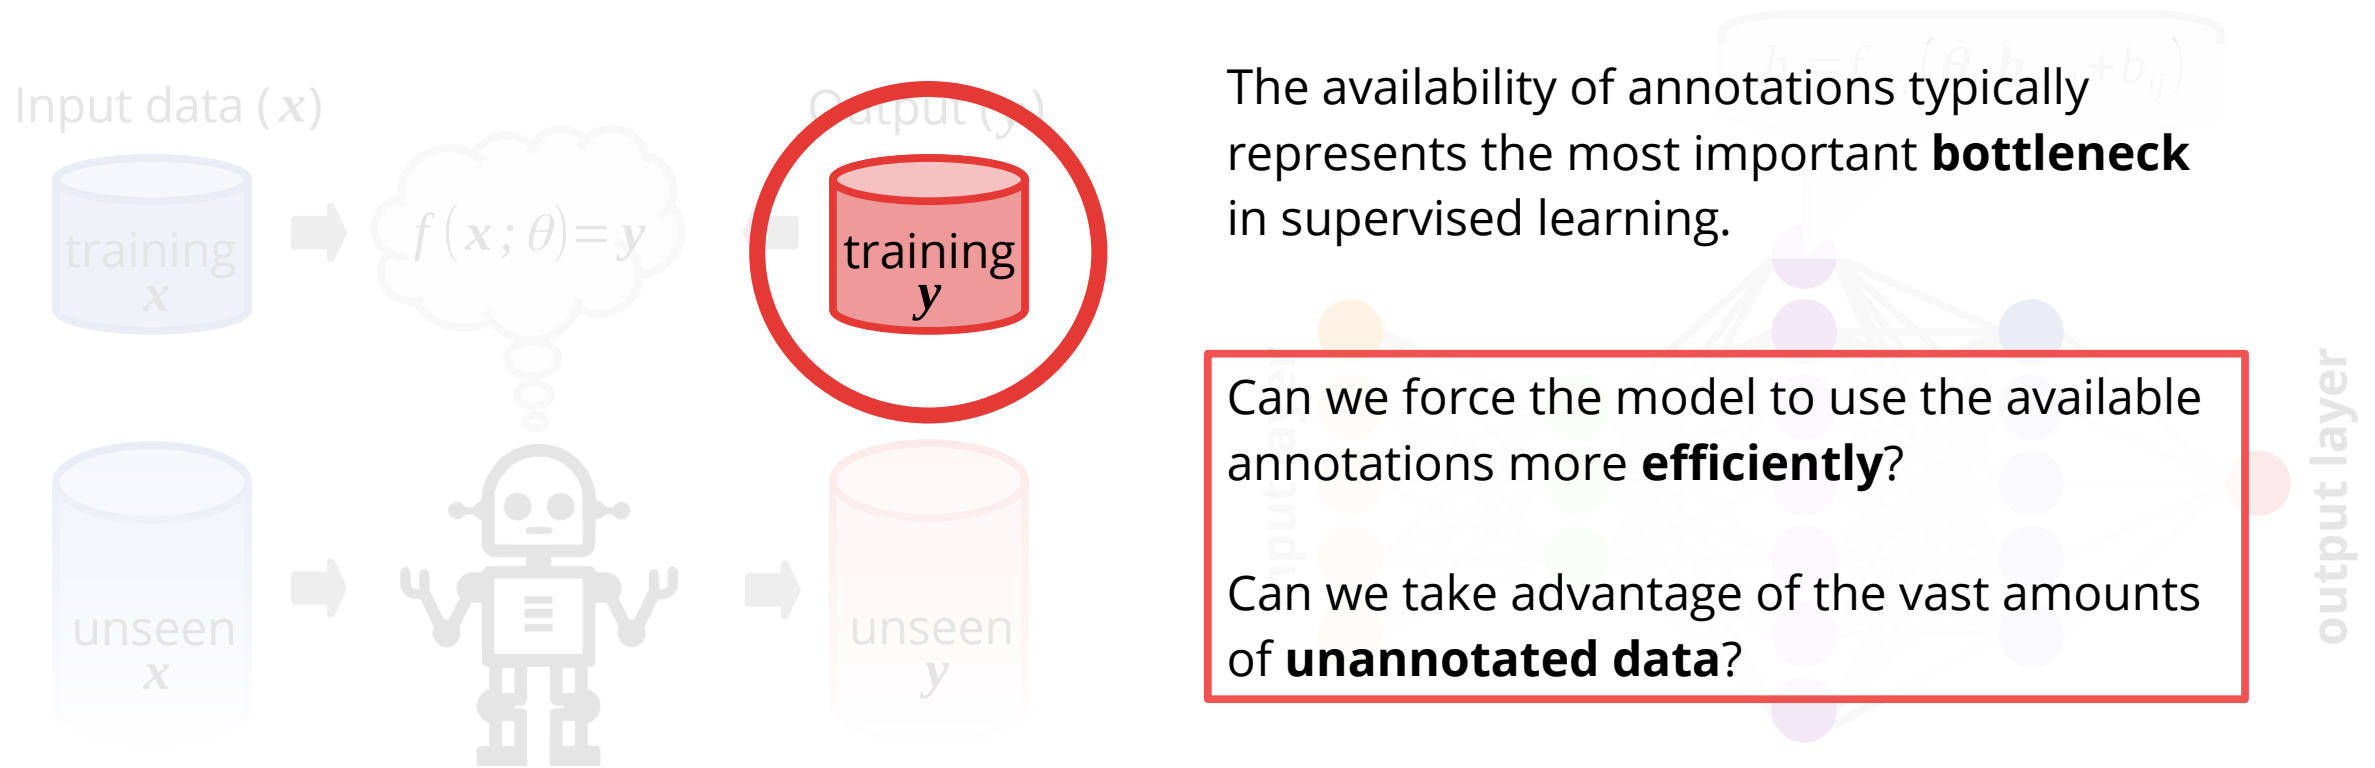 Input data (x)
Output (y)
training
x
f(x;θ)=y
training
y
unseen
x
unseen
y
The availability of annotations typically
represents the most important bottleneck
in supervised learning.
Can we force the model to use the available
annotations more efficiently?
Can we take advantage of the vast amounts
of unannotated data?
output layer